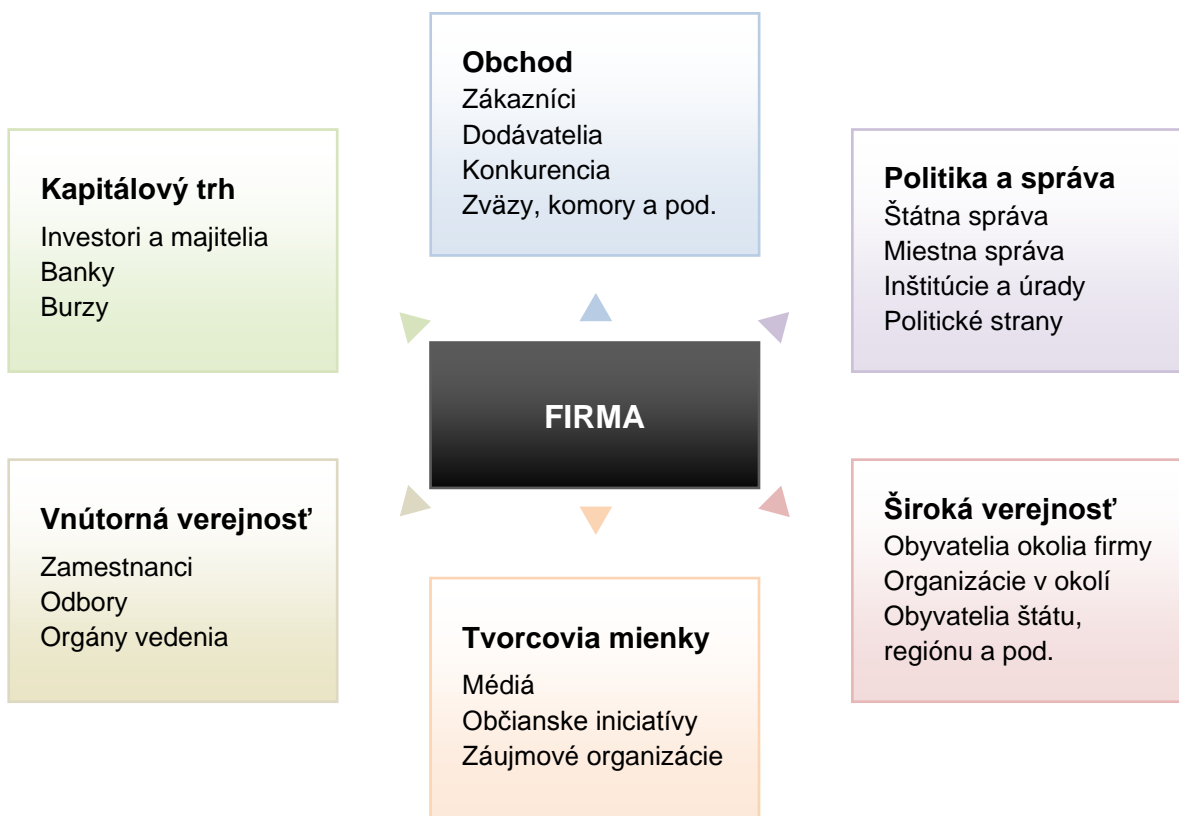 Obchod
Zákazníci
Dodávatelia
Konkurencia
Zväzy, komory a pod.
Kapitálový trh
Investori a majitelia
Banky
Burzy
Politika a správa
Štátna správa
Miestna správa
Inštitúcie a úrady
Politické strany
FIRMA
Vnútorná verejnosť
Zamestnanci
Odbory
Orgány vedenia
Tvorcovia mienky
Médiá
Občianske iniciatívy
Záujmové organizácie
Široká verejnosť
Obyvatelia okolia firmy
Organizácie v okolí
Obyvatelia štátu,
regiónu a pod.